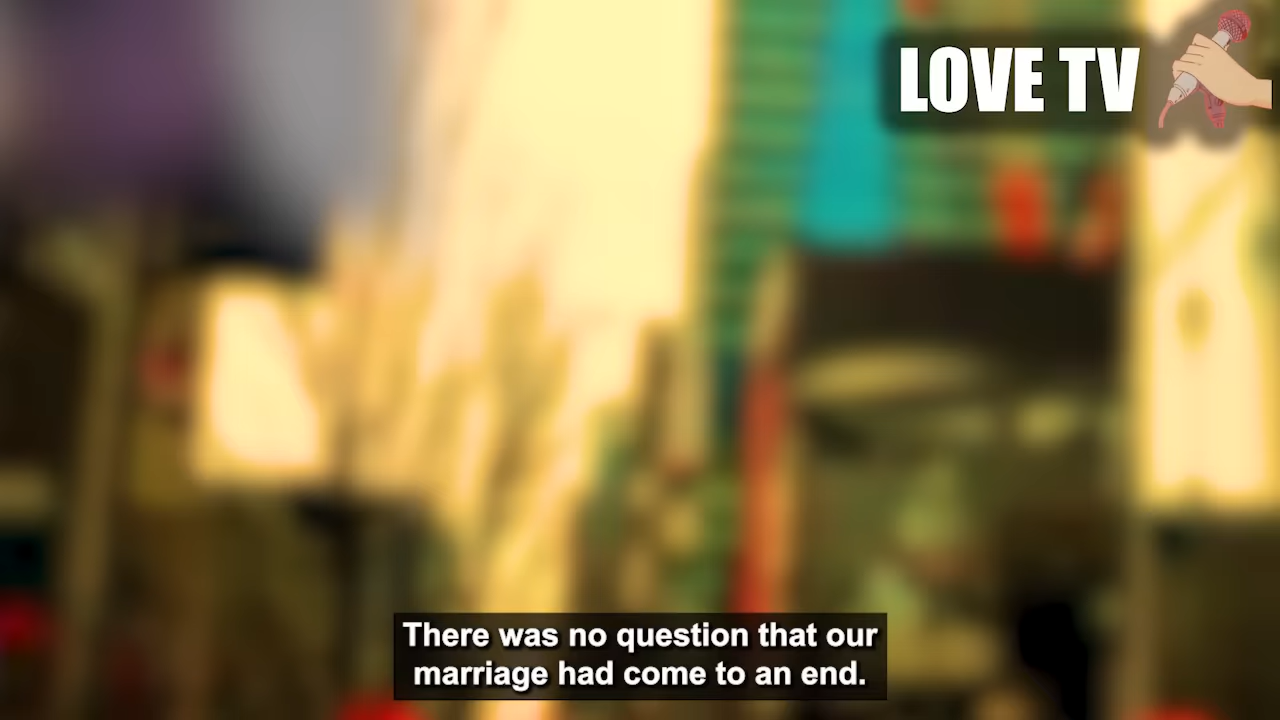 LOVE TV
There was no question that our
marriage had come to an end.